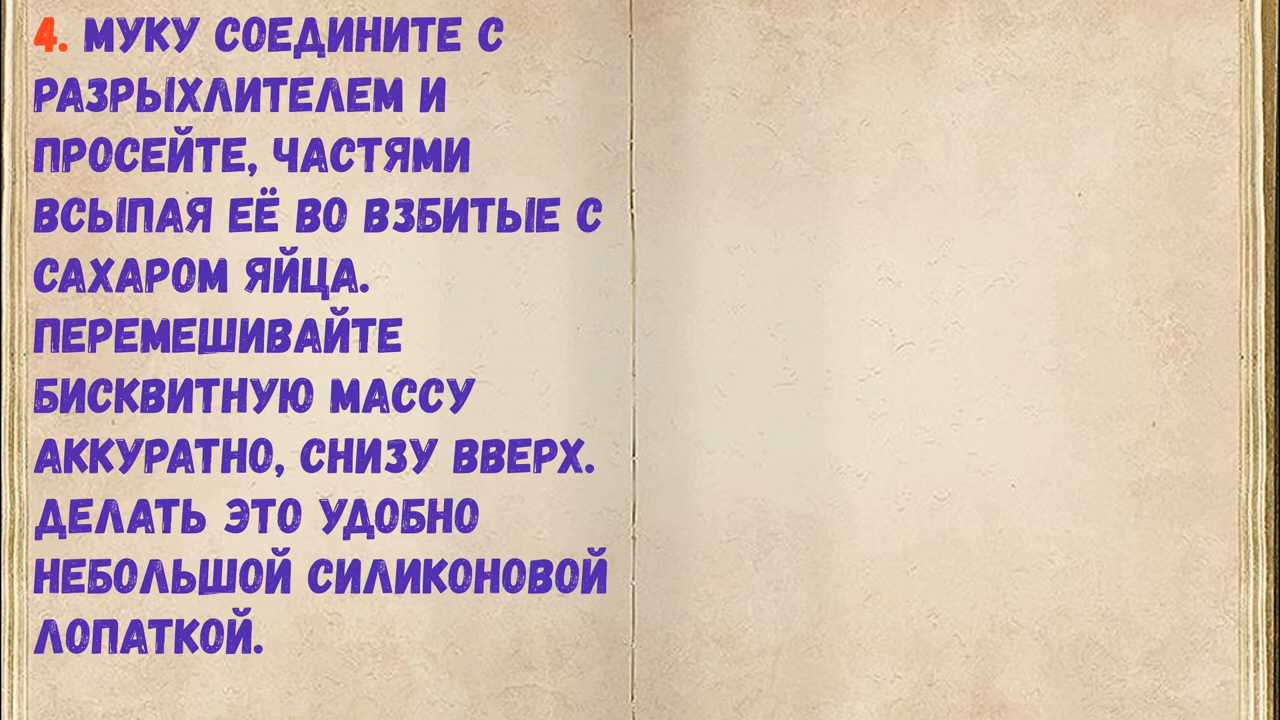 4. МУКУ СОЕДИНИТЕ С
РАЗРЫХЛИТЕЛЕМ И
ПРОСЕЙТЕ, ЧАСТЯМИ
ВСЫПАЯ ЕЁ ВО ВЗБИТЫЕ С
САХАРОМ ЯЙЦА.
ПЕРЕМЕШИВАЙТЕ
БИСКВИТНУЮ МАССУ
АККУРАТНО, СНИЗУ ВВЕРХ.
ДЕЛАТЬ ЭТО УДОБНО
НЕБОЛЬШОЙ СИЛИКОНОВОЙ
ЛОПАТКОЙ.